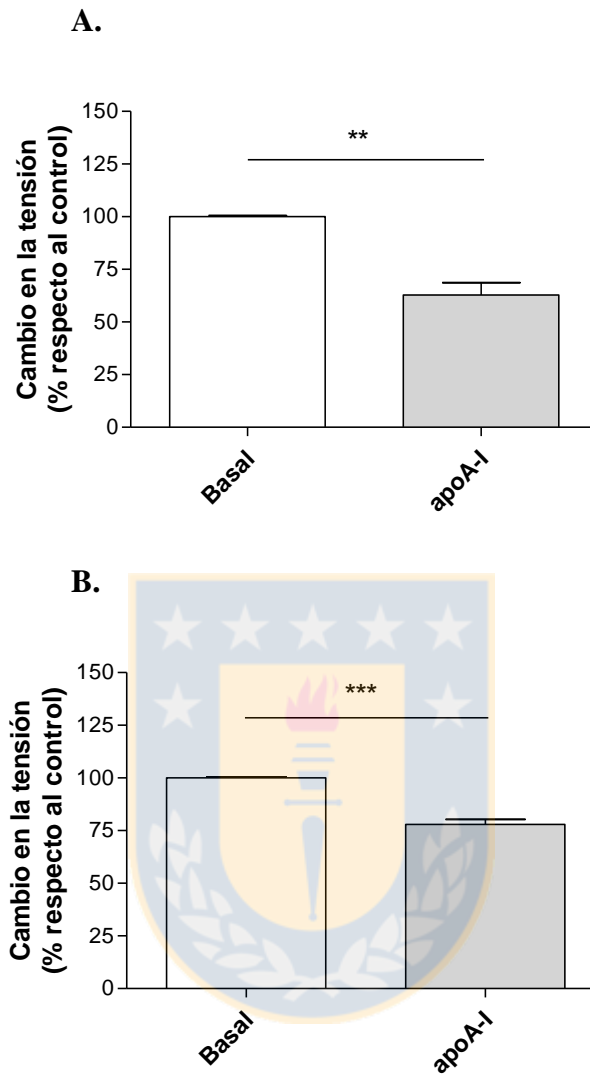 A.
Cambio en la tensión
(% respecto al control)
150
125
100
75
50
25
0
**
Basal
apoA-I
B.
Cambio en la tensión
(% respecto al control)
150
125
100
75
50
25
0
***
Basal
apoA-I